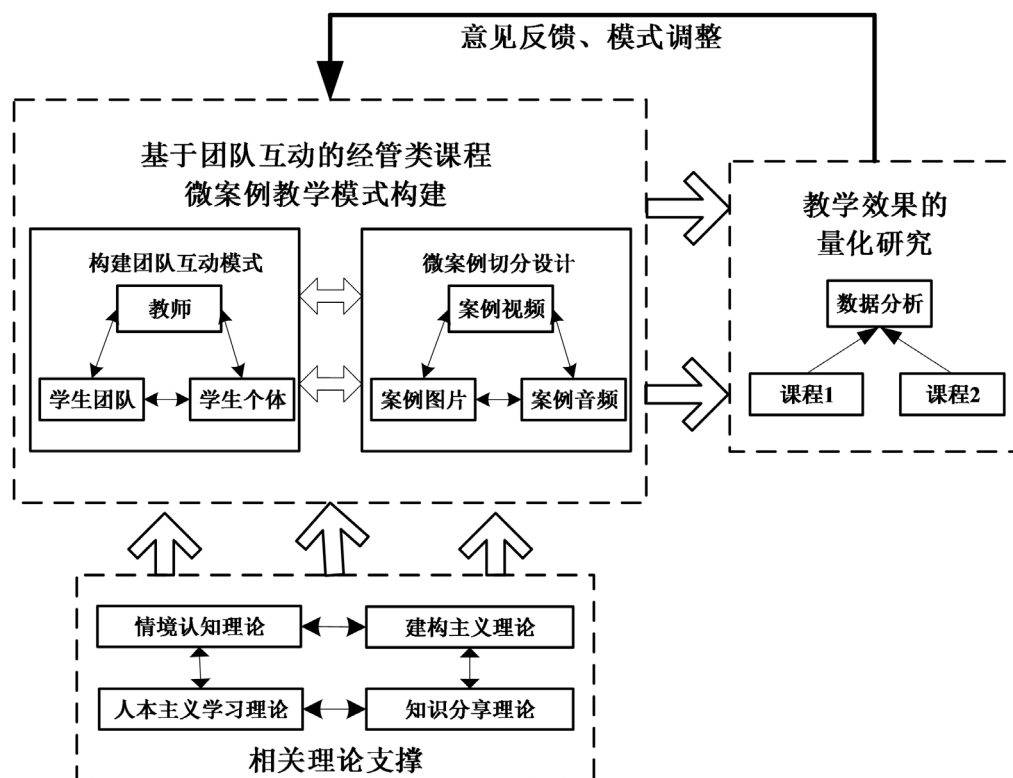 意见反馈、模式调整
基于团队互动的经管类课程
微案例教学模式构建
构建团队互动模式
教师
学生团队
学生个体
微案例切分设计
案例视频
案例图片
案例音频
教学效果的
量化研究
数据分析
课程1
课程2
情境认知理论
建构主义理论
人本主义学习理论
知识分享理论
相关理论支撑